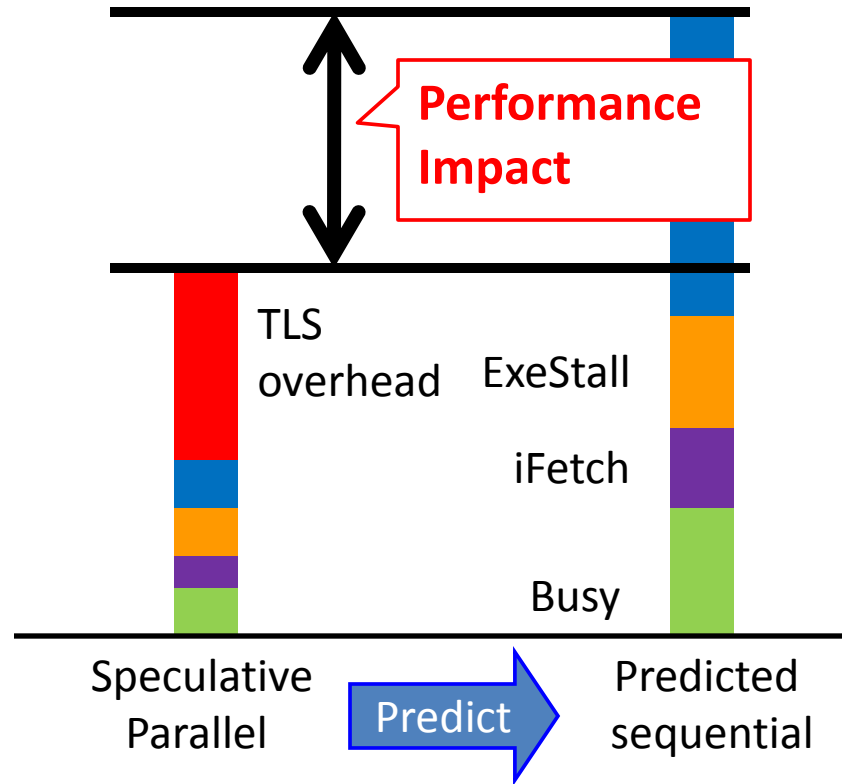 Performance
Impact
TLS
overhead
ExeStall
iFetch
Busy
Speculative
Parallel
Predict
Predicted
sequential